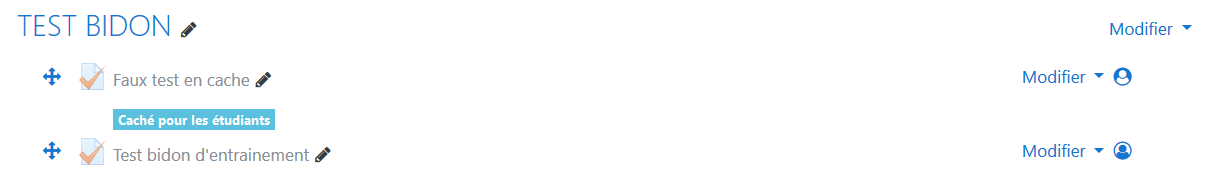 TEST BIDON Modifier
Faux test en cache Modifier
Caché pour les étudiants
Test bidon d'entrainement Modifier